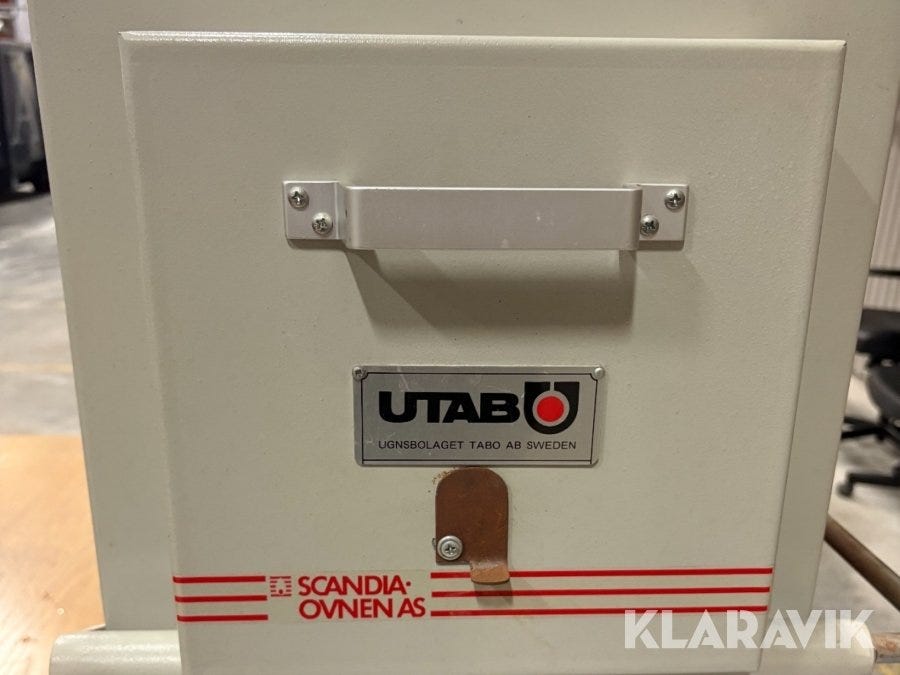 UTAB
UGNSBOLAGET TABO AB SWEDEN
SCANDIA·
OVNEN AS
KLARAVIK